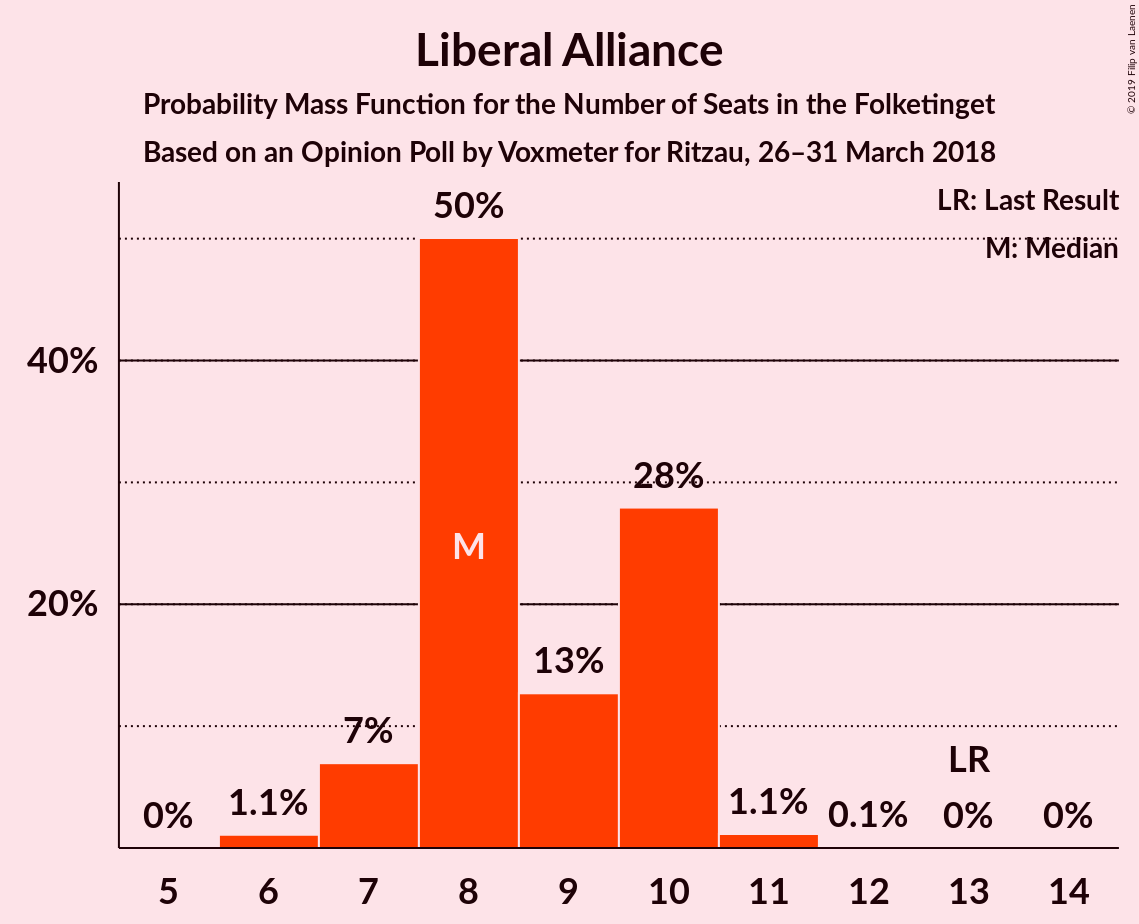 Liberal Alliance
Probability Mass Function for the Number of Seats in the Folketinget
Based on an Opinion Poll by Voxmeter for Ritzau, 26–31 March 2018
© 2019 Filip van Laenen
LR: Last Result
M: Median
50%
40%
28%
M
20%
13%
7%
LR
0%
1.1%
1.1%
0.1%
0%
0%
5 6 7 8 9 10 11 12 13 14